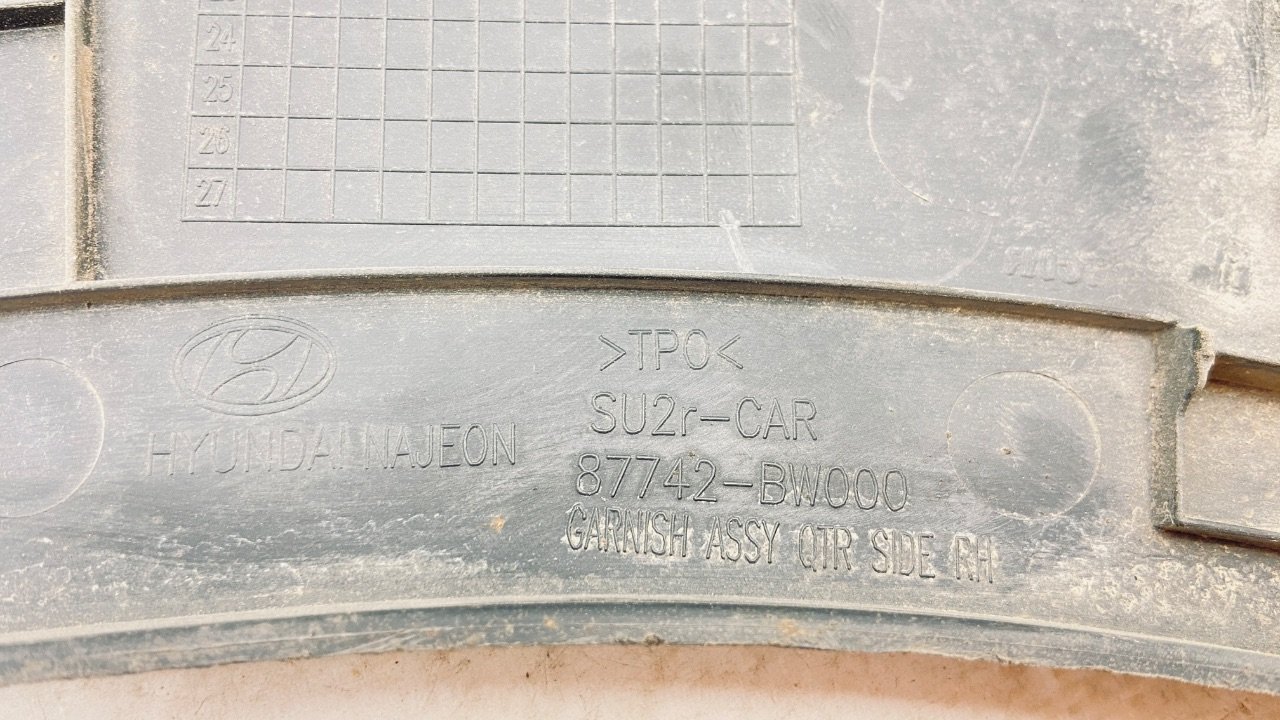 24
25
26
27
>TPO<
SU2r-CAR
HYUNDAI NAJEON
87742-BW000
GARNISH ASSY QTR SIDE RH